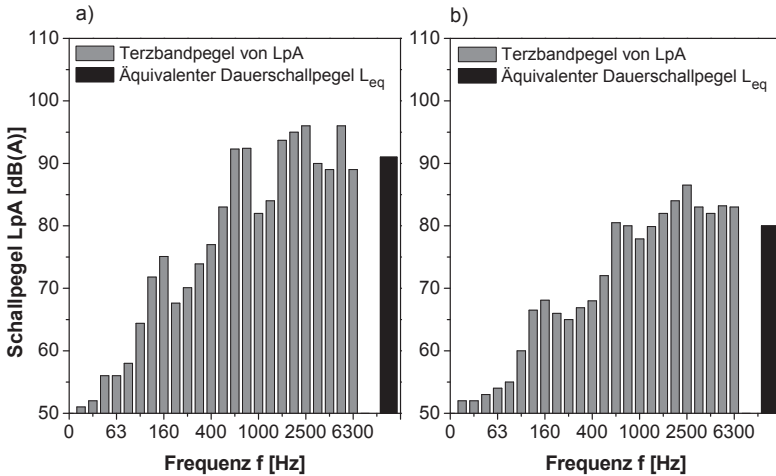 a)
110
100
90
80
70
60
50
Schallpegel LpA [dB(A)]
Terzbandpegel von LpA
Äquivalenter Dauerschallpegel Leq
0 63 160 400 1000 2500 6300
Frequenz f [Hz]
b)
110
100
90
80
70
60
50
Terzbandpegel von LpA
Äquivalenter Dauerschallpegel Leq
0 63 160 400 1000 2500 6300
Frequenz f [Hz]